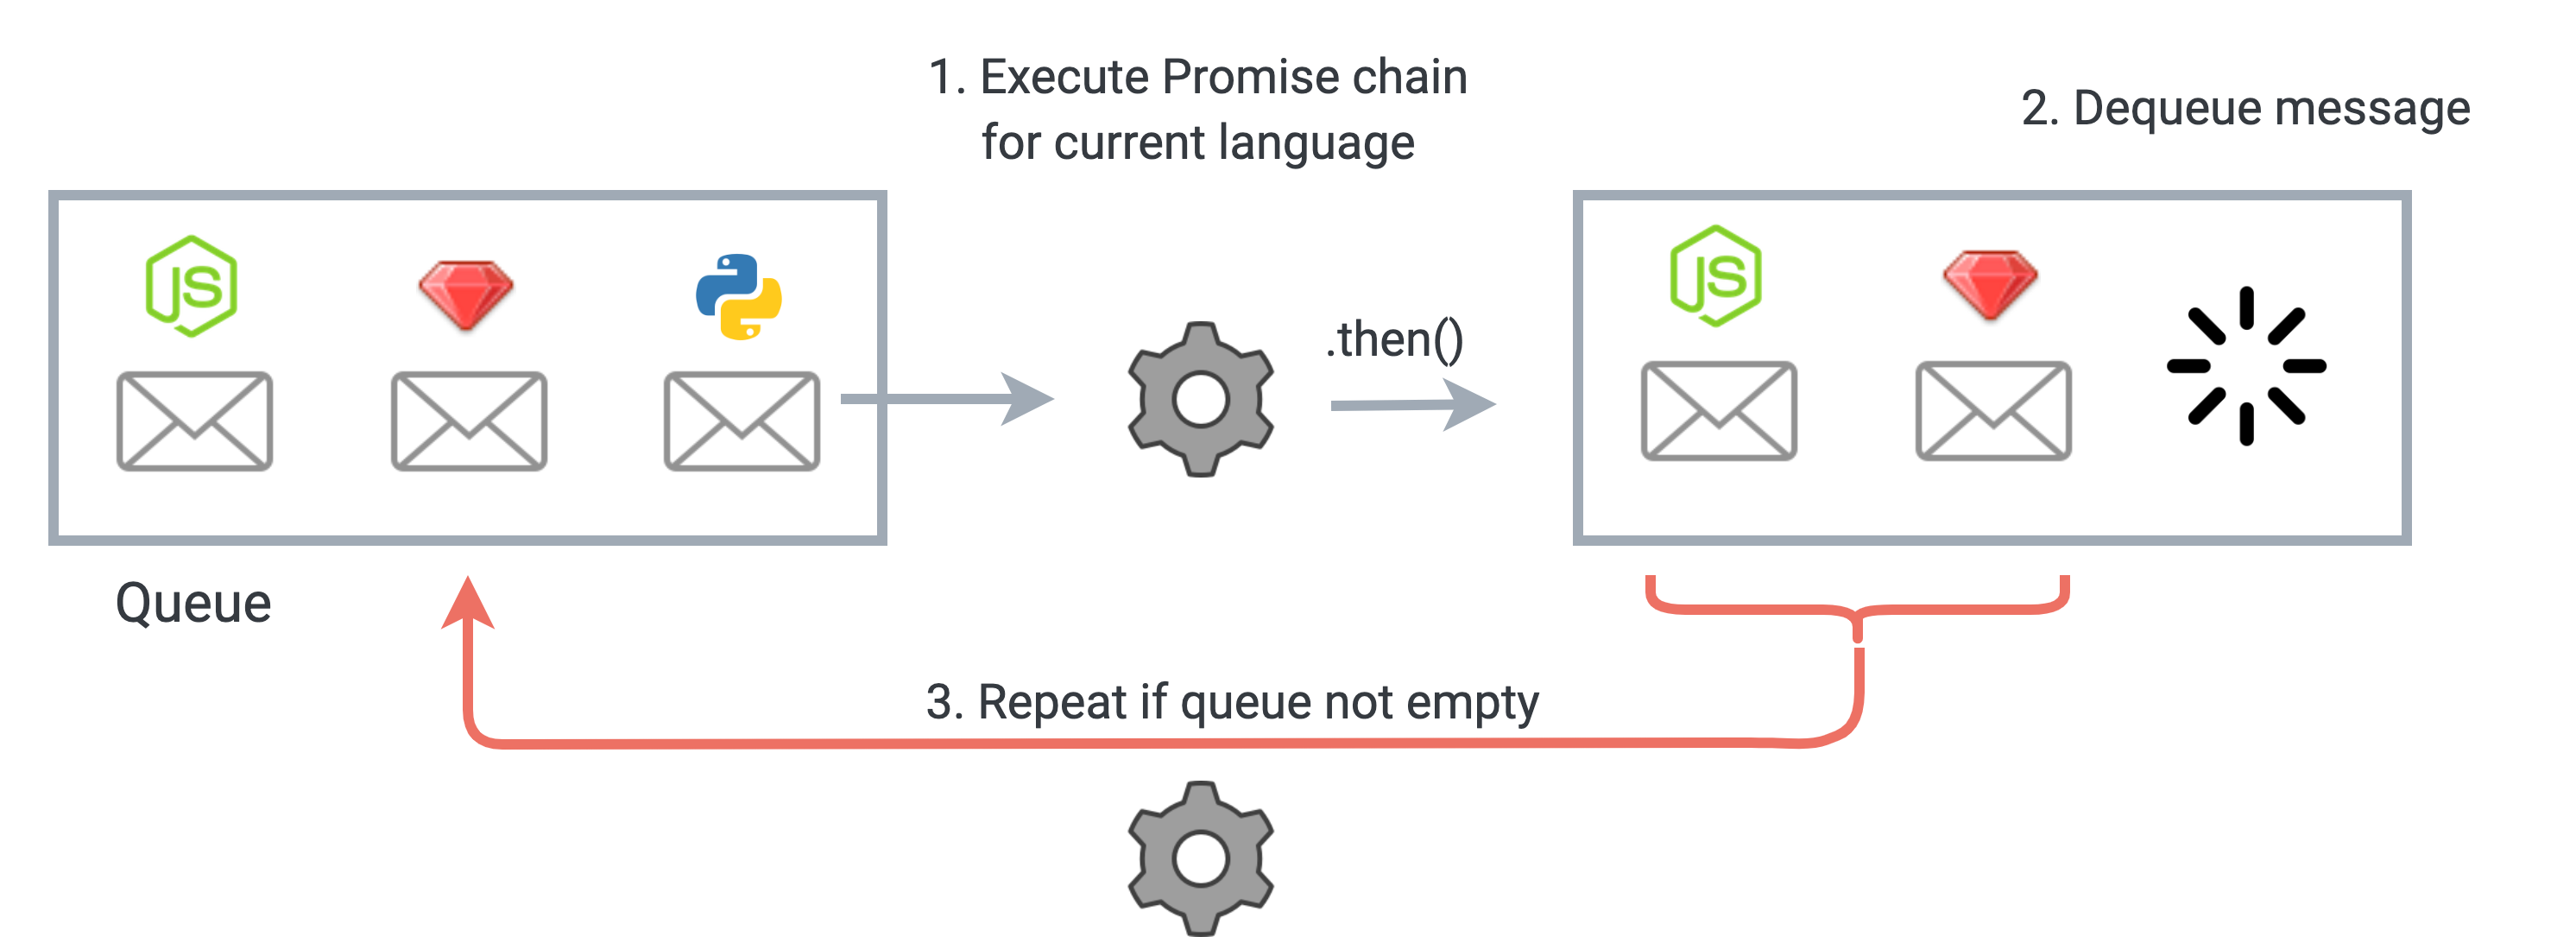 1. Execute Promise chain
for current language
2. Dequeue message
JS
.then()
JS
Queue
3. Repeat if queue not empty